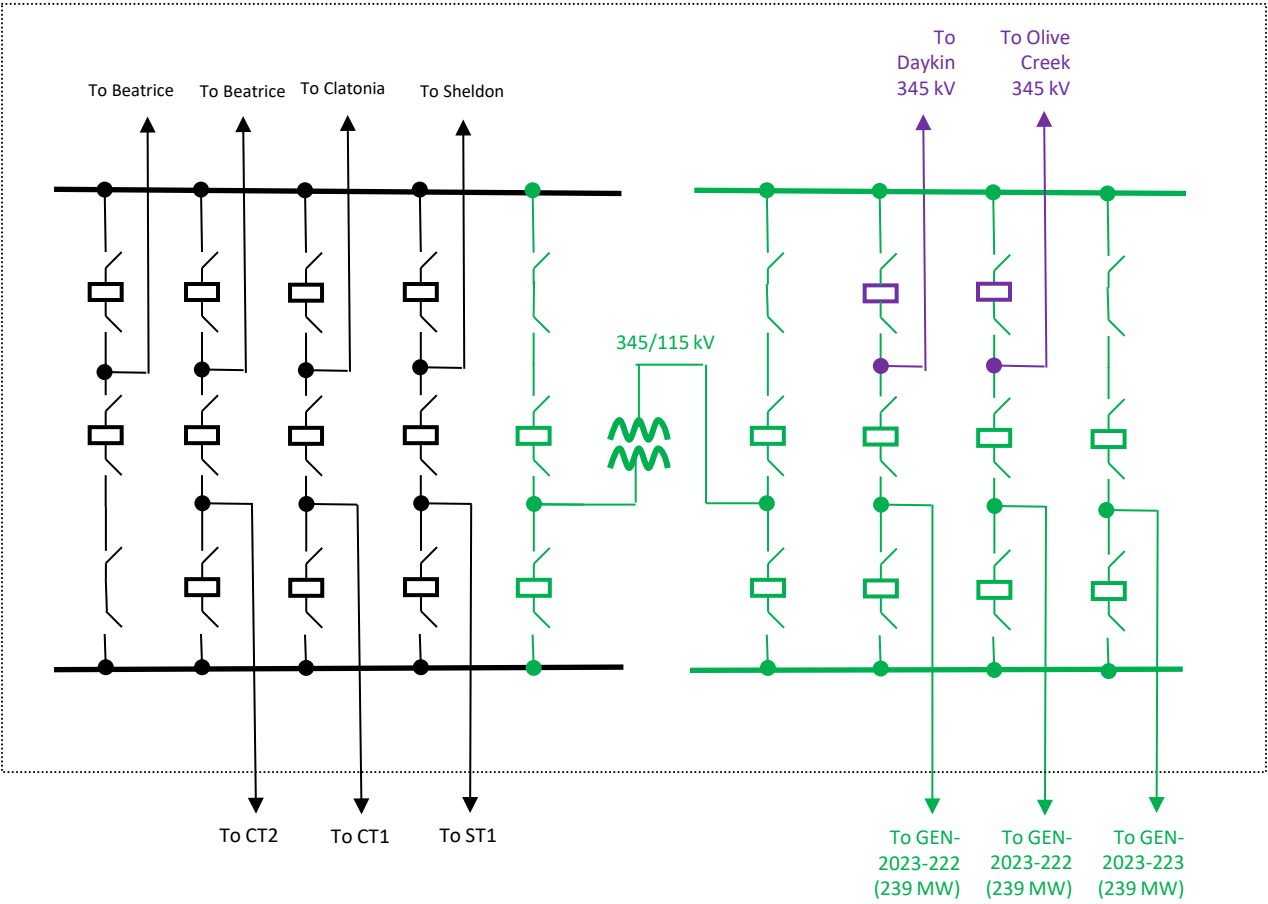 To
Daykin
345 kV
To Olive
Creek
345 kV
To Beatrice
To Beatrice
To Clatonia
To Sheldon
345/115 kV
To CT2
To CT1
To ST1
To GEN-
2023-222
(239 MW)
To GEN-
2023-222
(239 MW)
To GEN-
2023-223
(239 MW)